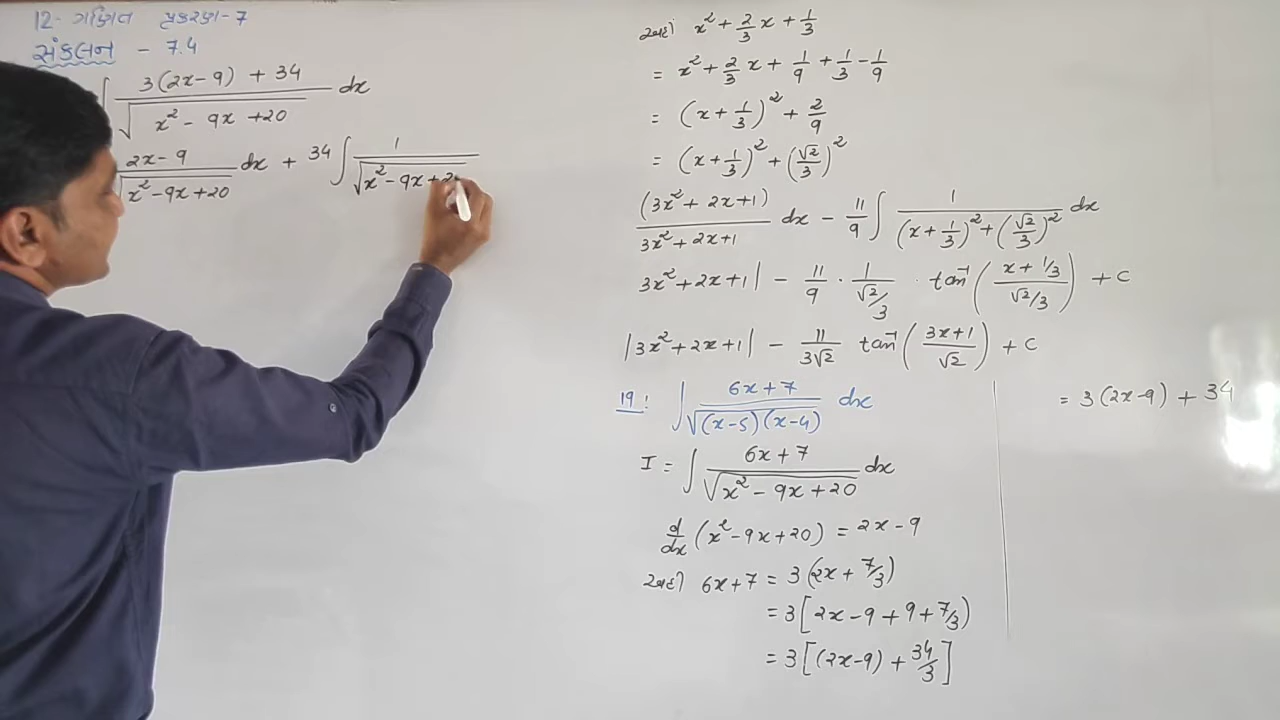 12- ગણિત પ્રકરણ-7
સંકલન - 7.4
∫ 3(2x-9) + 34 / √(x² - 9x + 20) dx
2x-9 / √(x²-9x+20) dx + 34 ∫ 1 / √(x²-9x+2
અહીં x² + 2/3 x + 1/3
= x² + 2/3 x + 1/9 + 1/3 - 1/9
= (x + 1/3)² + 2/9
= (x + 1/3)² + (√2/3)²
(3x² + 2x+1) / 3x²+2x+1 dx - 11/9 ∫ 1 / (x+1/3)²+(√2/3)² dx
3x²+2x+1| - 11/9 · 1/(√2/3) · tan⁻¹(x+1/3 / √2/3) + C
|3x²+2x+1| - 11/3√2 tan⁻¹(3x+1 / √2) + C
19: ∫ 6x+7 / √(x-5)(x-4) dx
I = ∫ 6x+7 / √(x² - 9x + 20) dx
d/dx (x² - 9x + 20) = 2x - 9
અહીં 6x+7 = 3(2x + 7/3)
= 3[2x - 9 + 9 + 7/3)
= 3[(2x-9) + 34/3]
= 3(2x-9) + 34